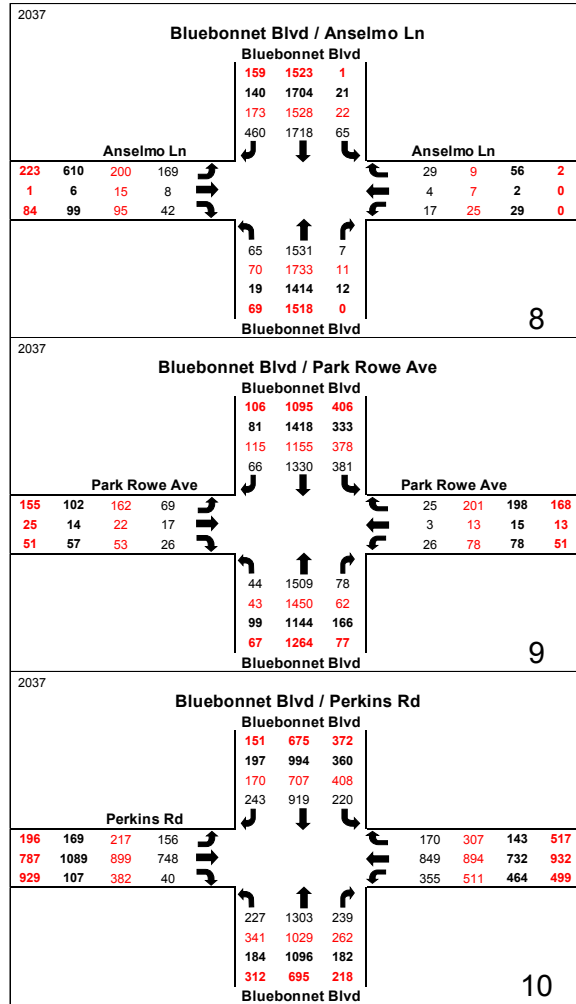 2037
Bluebonnet Blvd / Anselmo Ln
Bluebonnet Blvd
159 1523 1
140 1704 21
173 1528 22
460 1718 65
Anselmo Ln Anselmo Ln
223 610 200 169 29 9 56 2
1 6 15 8 4 7 2 0
84 99 95 42 17 25 29 0
65 1531 7
70 1733 11
19 1414 12
69 1518 0
Bluebonnet Blvd
8
2037
Bluebonnet Blvd / Park Rowe Ave
Bluebonnet Blvd
106 1095 406
81 1418 333
115 1155 378
66 1330 381
Park Rowe Ave Park Rowe Ave
155 102 162 69 25 201 198 168
25 14 22 17 3 13 15 13
51 57 53 26 26 78 78 51
44 1509 78
43 1450 62
99 1144 166
67 1264 77
Bluebonnet Blvd
9
2037
Bluebonnet Blvd / Perkins Rd
Bluebonnet Blvd
151 675 372
197 994 360
170 707 408
243 919 220
Perkins Rd
196 169 217 156 170 307 143 517
787 1089 899 748 849 894 732 932
929 107 382 40 355 511 464 499
227 1303 239
341 1029 262
184 1096 182
312 695 218
Bluebonnet Blvd
10